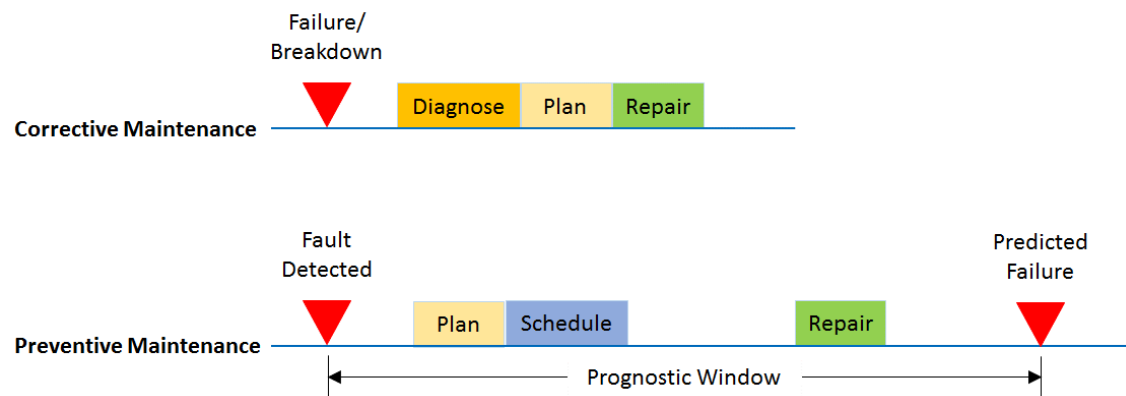 Failure/
Breakdown
Diagnose Plan Repair
Corrective Maintenance
Fault
Detected
Predicted
Failure
Plan Schedule Repair
Preventive Maintenance
Prognostic Window